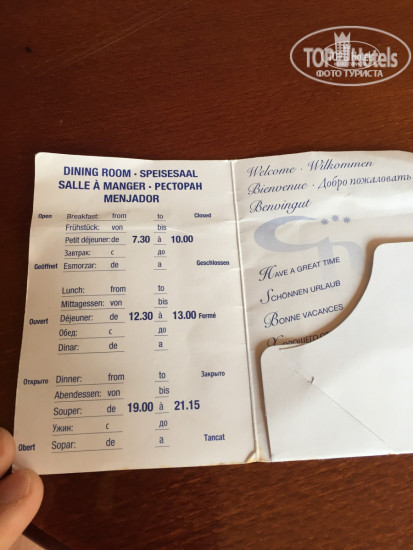 TOPHotels
ФОТО ТУРИСТА
DINING ROOM · SPEISESAAL
SALLE À MANGER · РЕСТОРАН
MENJADOR
Open Breakfast: from to Closed
Frühstück: von bis
Petit déjeuner: de 7.30 à 10.00
Завтрак: с до
Geöffnet Esmorzar: de a Geschlossen
Lunch: from to
Mittagessen: von bis
Ouvert Déjeuner: de 12.30 à 13.00 Fermé
Обед: с до
Dinar: de a
Открыто Dinner: from to Закрыто
Abendessen: von bis
Souper: de 19.00 à 21.15
Ужин: с до
Obert Sopar: de a Tancat
Welcome · Wilkommen
Bienvenue · Добро пожаловать
Benvingut
HAVE A GREAT TIME
SCHÖNNEN URLAUB
BONNE VACANCES